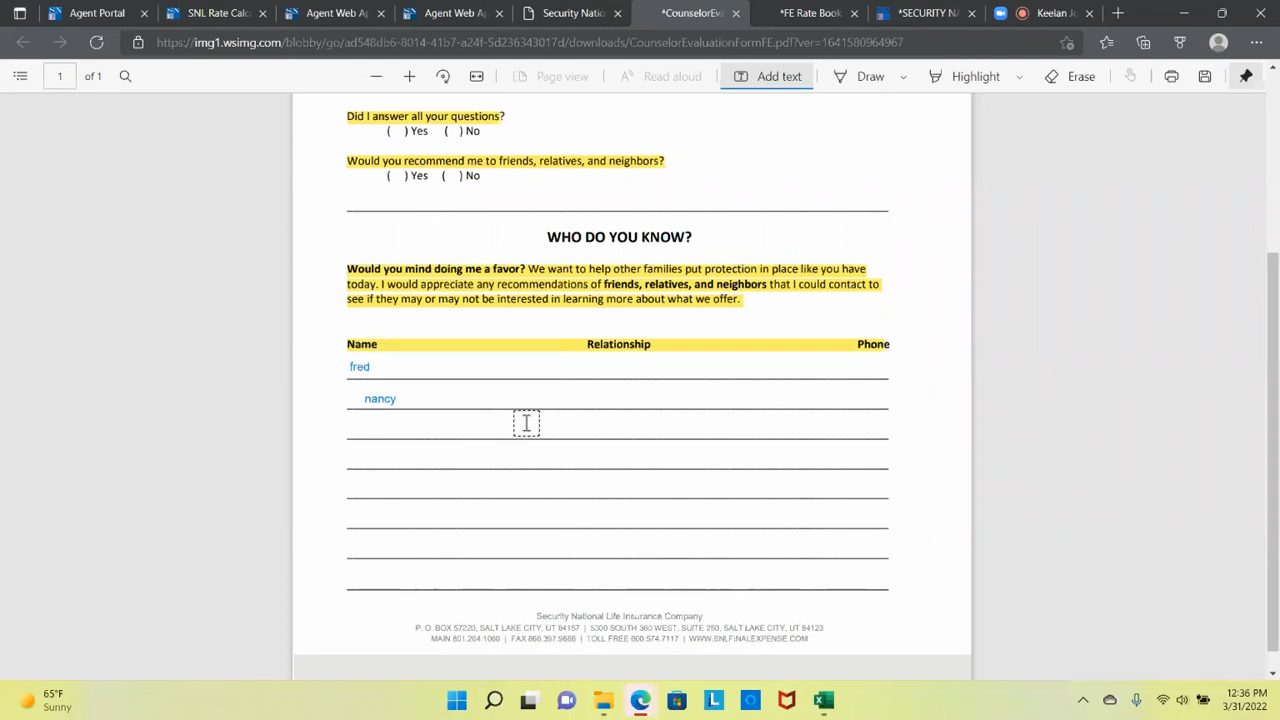 Agent Portal
SNL Rate Calc
Agent Web Ap
Agent Web Ap
Security Nation
*CounselorEva
*FE Rate Book
*SECURITY NA
Keelan Je
https://img1.wsimg.com/blobby/go/ad548db6-8014-41b7-a24f-5d236343017d/downloads/CounselorEvaluationFormFE.pdf?ver=1641580964967
1 of 1
Page view
Read aloud
Add text
Draw
Highlight
Erase
Did I answer all your questions?
( ) Yes ( ) No
Would you recommend me to friends, relatives, and neighbors?
( ) Yes ( ) No
WHO DO YOU KNOW?
Would you mind doing me a favor? We want to help other families put protection in place like you have
today. I would appreciate any recommendations of friends, relatives, and neighbors that I could contact to
see if they may or may not be interested in learning more about what we offer.
Name Relationship Phone
fred
nancy
Security National Life Insurance Company
P. O. BOX 57220, SALT LAKE CITY, UT 84157 | 5300 SOUTH 360 WEST, SUITE 250, SALT LAKE CITY, UT 84123
MAIN 801.264.1060 | FAX 866.397.9608 | TOLL FREE 800.574.7117 | WWW.SNLFINALEXPENSE.COM
65°F
Sunny
12:36 PM
3/31/2022